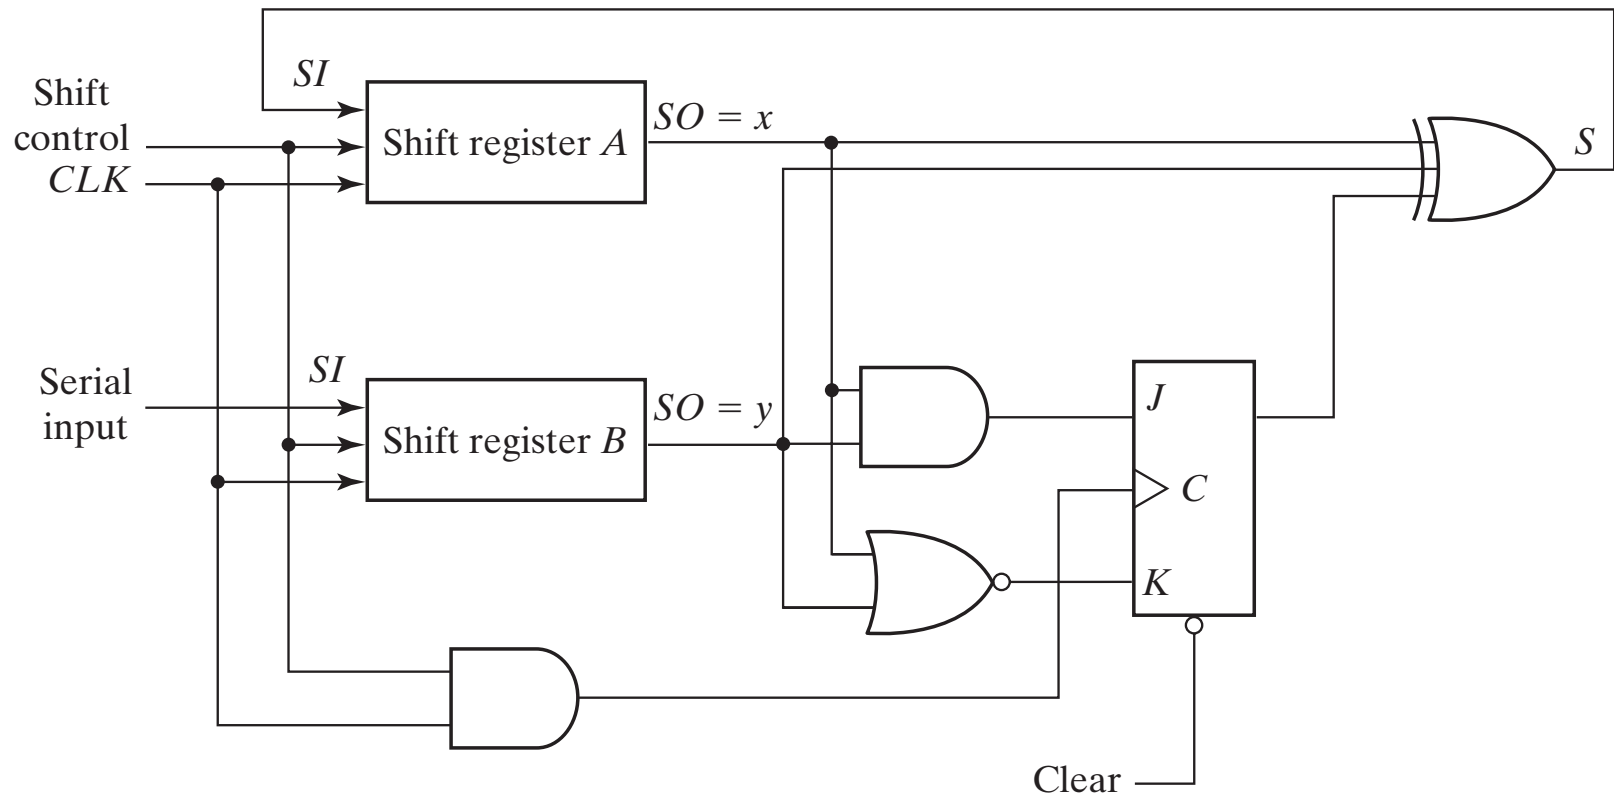 SI
Shift
control
CLK
Shift register A
SO = x
S
Serial
input
SI
Shift register B
SO = y
J
C
K
Clear